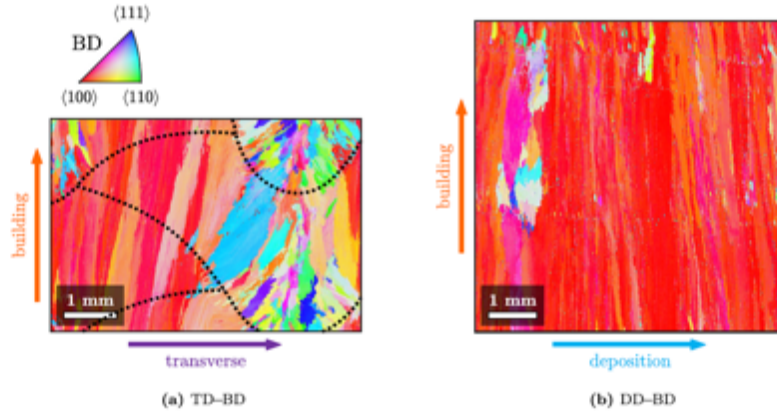 ⟨111⟩
BD
⟨100⟩
⟨110⟩
building
1 mm
transverse
(a) TD–BD
building
1 mm
deposition
(b) DD–BD